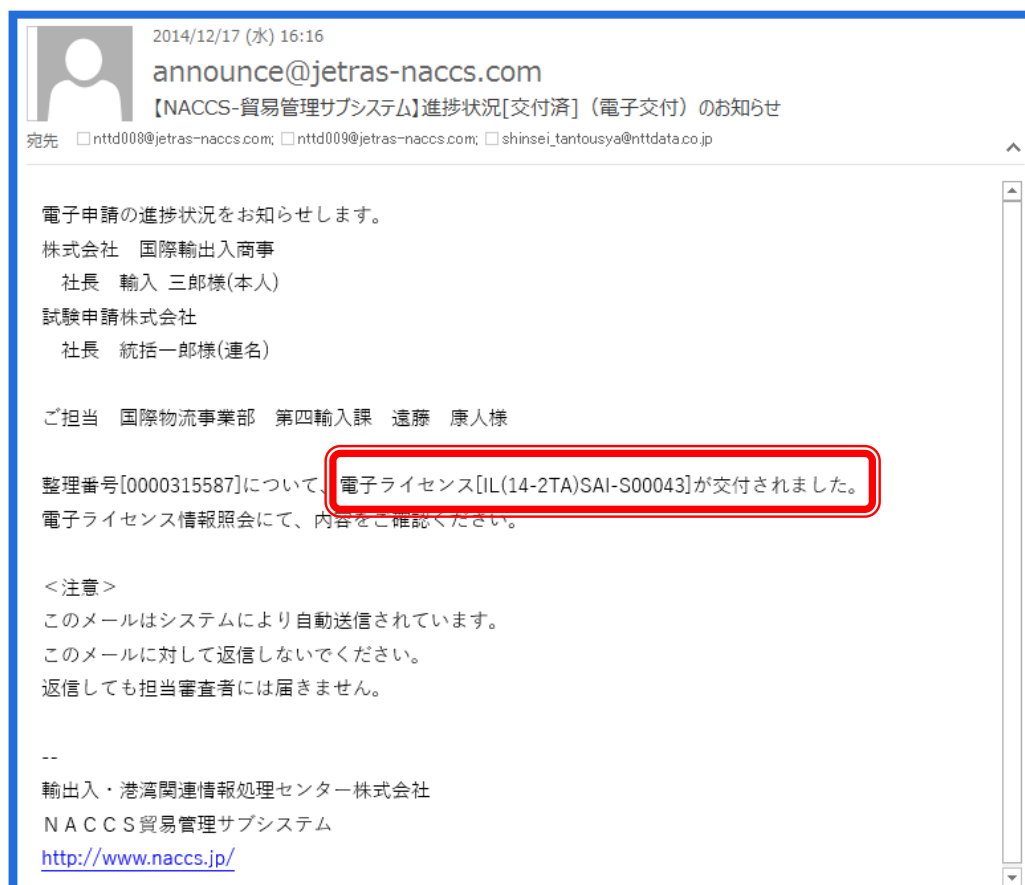 2014/12/17 (水) 16:16
announce@jetras-naccs.com
【NACCS-貿易管理サブシステム】進捗状況[交付済]（電子交付）のお知らせ
宛先 nttd008@jetras-naccs.com; nttd009@jetras-naccs.com; shinsei_tantousya@nttdata.co.jp
電子申請の進捗状況をお知らせします。
株式会社　国際輸出入商事
　社長　輸入 三郎様(本人)
試験申請株式会社
　社長　統括一郎様(連名)
ご担当　国際物流事業部　第四輸入課　遠藤　康人様
整理番号[0000315587]について、電子ライセンス[IL(14-2TA)SAI-S00043]が交付されました。
電子ライセンス情報照会にて、内容をご確認ください。
＜注意＞
このメールはシステムにより自動送信されています。
このメールに対して返信しないでください。
返信しても担当審査者には届きません。
--
輸出入・港湾関連情報処理センター株式会社
ＮＡＣＣＳ貿易管理サブシステム
http://www.naccs.jp/